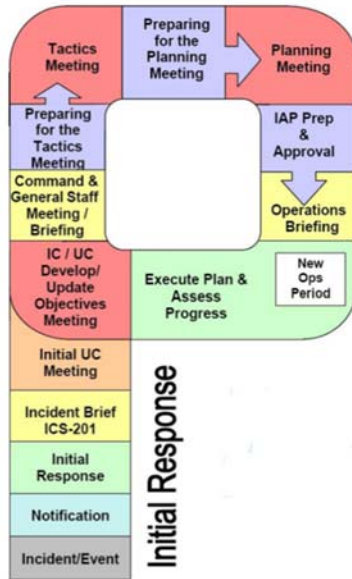 Tactics
Meeting
Preparing
for the
Planning
Meeting
Planning
Meeting
Preparing
for the
Tactics
Meeting
IAP Prep
&
Approval
Command &
General Staff
Meeting /
Briefing
Operations
Briefing
IC / UC
Develop/
Update
Objectives
Meeting
Execute Plan &
Assess
Progress
New
Ops
Period
Initial UC
Meeting
Incident Brief
ICS-201
Initial
Response
Notification
Incident/Event
Initial Response